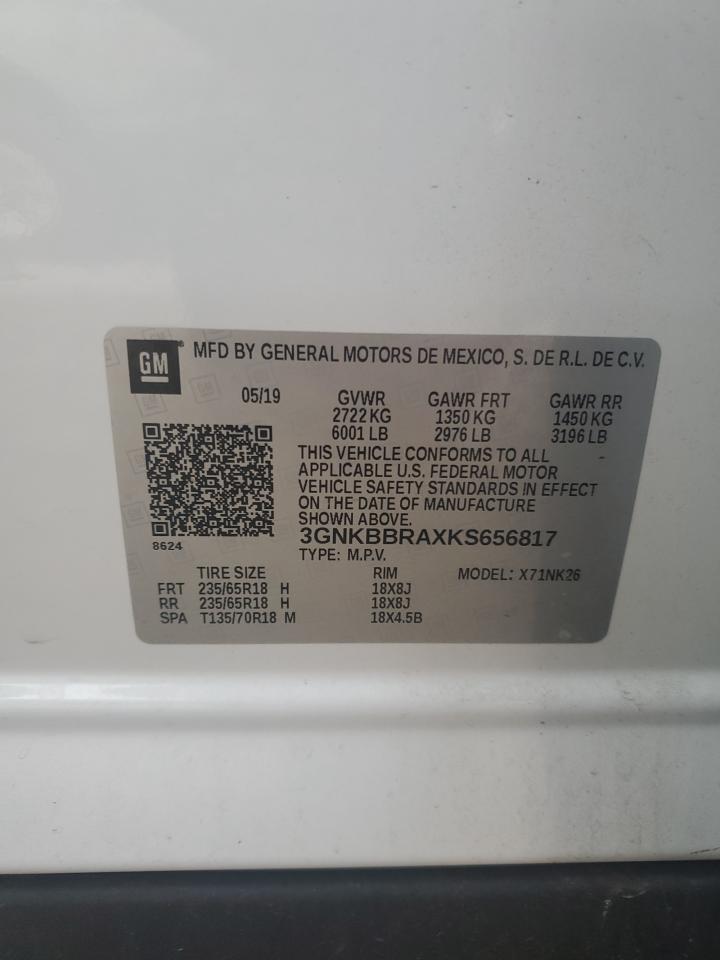 GM ® MFD BY GENERAL MOTORS DE MEXICO, S. DE R.L. DE C.V.
05/19 GVWR GAWR FRT GAWR RR
2722 KG 1350 KG 1450 KG
6001 LB 2976 LB 3196 LB
THIS VEHICLE CONFORMS TO ALL -
APPLICABLE U.S. FEDERAL MOTOR
VEHICLE SAFETY STANDARDS IN EFFECT
ON THE DATE OF MANUFACTURE
SHOWN ABOVE.
8624
3GNKBBRAXKS656817
TYPE: M.P.V.
TIRE SIZE RIM MODEL: X71NK26
FRT 235/65R18 H 18X8J
RR 235/65R18 H 18X8J
SPA T135/70R18 M 18X4.5B